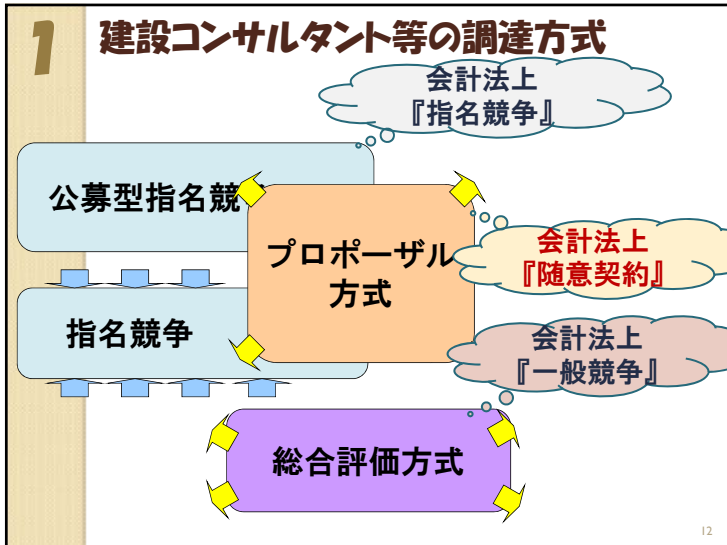 1
建設コンサルタント等の調達方式
会計法上
『指名競争』
公募型指名競
プロポーザル
方式
会計法上
『随意契約』
指名競争
会計法上
『一般競争』
総合評価方式
12